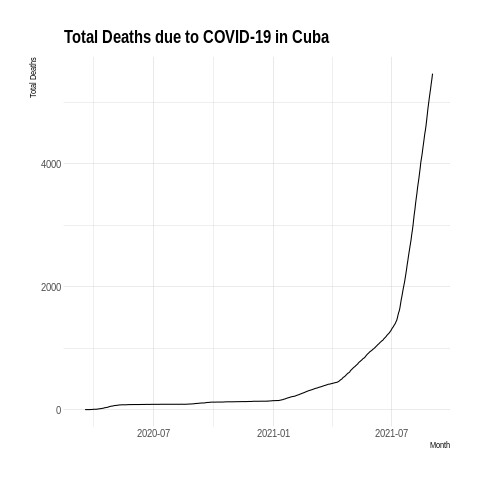 Total Deaths due to COVID-19 in Cuba
Total Deaths
4000
2000
0
2020-07
2021-01
2021-07
Month